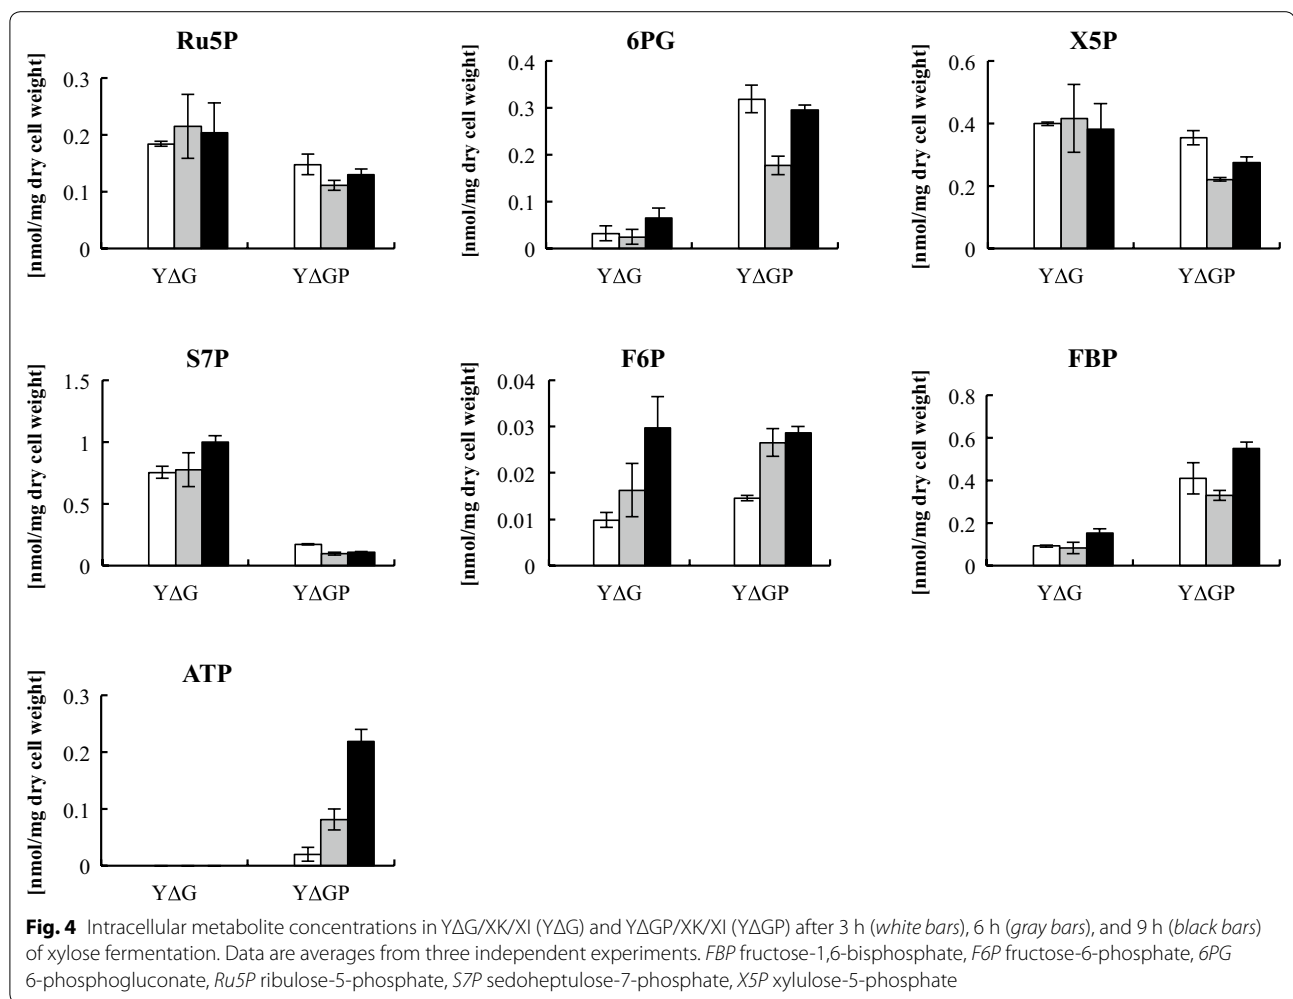 Ru5P
[nmol/mg dry cell weight]
0.3
0.2
0.1
0
YΔG
YΔGP
6PG
[nmol/mg dry cell weight]
0.4
0.3
0.2
0.1
0
YΔG
YΔGP
X5P
[nmol/mg dry cell weight]
0.6
0.4
0.2
0
YΔG
YΔGP
S7P
[nmol/mg dry cell weight]
1.5
1
0.5
0
YΔG
YΔGP
F6P
[nmol/mg dry cell weight]
0.04
0.03
0.02
0.01
0
YΔG
YΔGP
FBP
[nmol/mg dry cell weight]
0.8
0.6
0.4
0.2
0
YΔG
YΔGP
ATP
[nmol/mg dry cell weight]
0.3
0.2
0.1
0
YΔG
YΔGP
Fig. 4 Intracellular metabolite concentrations in YΔG/XK/XI (YΔG) and YΔGP/XK/XI (YΔGP) after 3 h (white bars), 6 h (gray bars), and 9 h (black bars)
of xylose fermentation. Data are averages from three independent experiments. FBP fructose-1,6-bisphosphate, F6P fructose-6-phosphate, 6PG
6-phosphogluconate, Ru5P ribulose-5-phosphate, S7P sedoheptulose-7-phosphate, X5P xylulose-5-phosphate